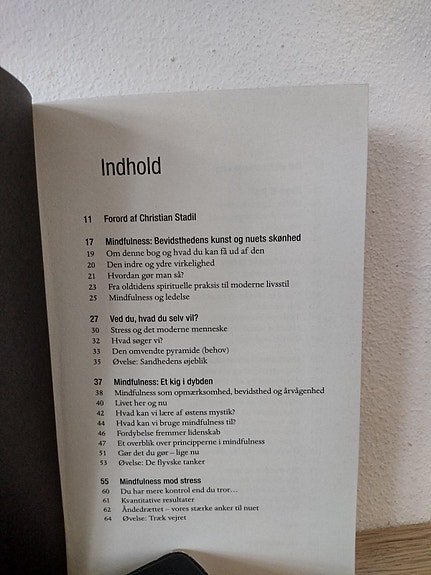 Indhold
11 Forord af Christian Stadil
17 Mindfulness: Bevidsthedens kunst og nuets skønhed
19 Om denne bog og hvad du kan få ud af den
20 Den indre og ydre virkelighed
21 Hvordan gør man så?
23 Fra oldtidens spirituelle praksis til moderne livsstil
25 Mindfulness og ledelse
27 Ved du, hvad du selv vil?
30 Stress og det moderne menneske
32 Hvad søger vi?
33 Den omvendte pyramide (behov)
35 Øvelse: Sandhedens øjeblik
37 Mindfulness: Et kig i dybden
38 Mindfulness som opmærksomhed, bevidsthed og årvågenhed
40 Livet her og nu
42 Hvad kan vi lære af østens mystik?
44 Hvad kan vi bruge mindfulness til?
46 Fordybelse fremmer lidenskab
47 Et overblik over principperne i mindfulness
51 Gør det du gør – lige nu
53 Øvelse: De flyvske tanker
55 Mindfulness mod stress
60 Du har mere kontrol end du tror…
61 Kvantitative resultater
62 Åndedrættet – vores stærke anker til nuet
64 Øvelse: Træk vejret